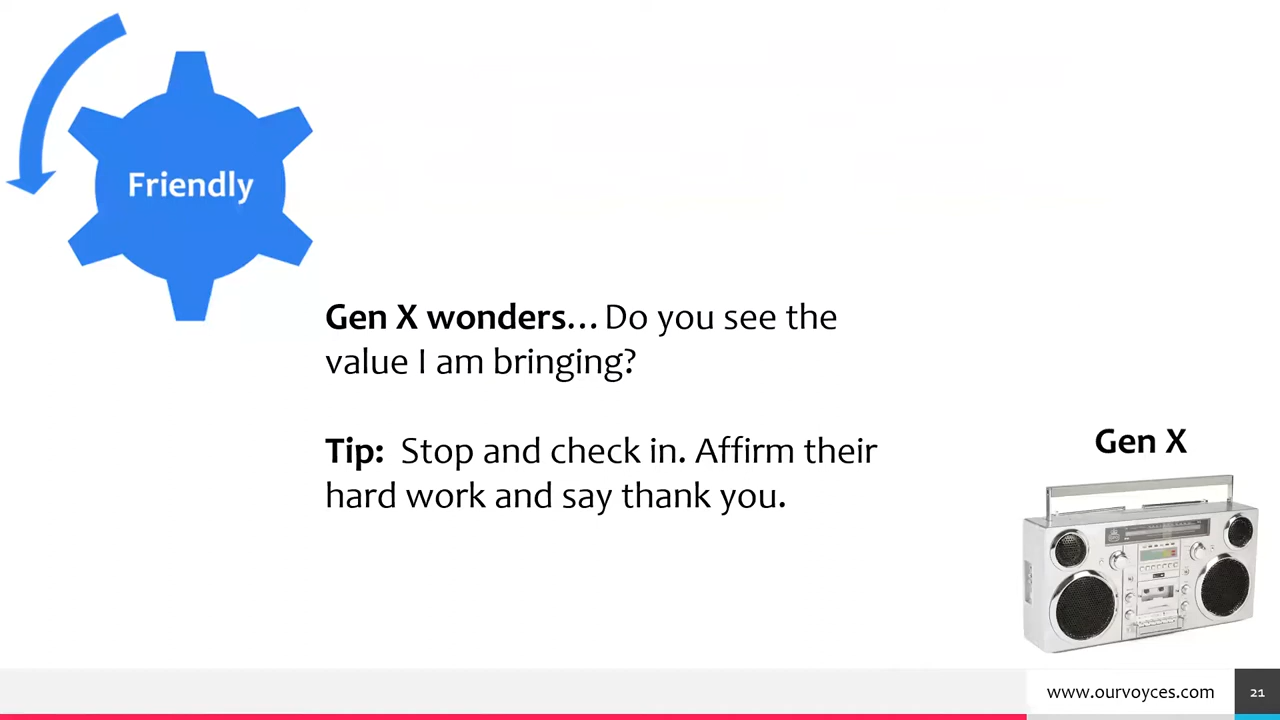 Friendly
Gen X wonders… Do you see the
value I am bringing?
Tip: Stop and check in. Affirm their
hard work and say thank you.
Gen X
www.ourvoyces.com
21